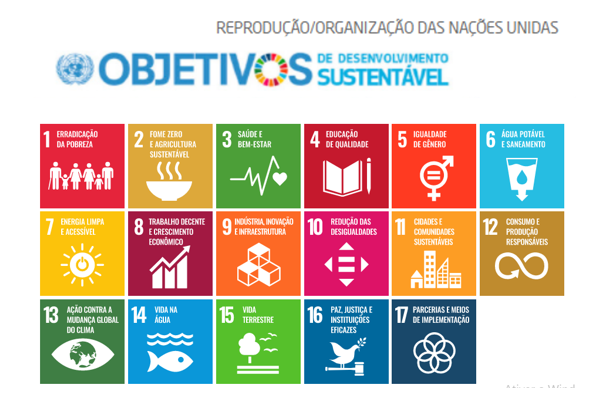 REPRODUÇÃO/ORGANIZAÇÃO DAS NAÇÕES UNIDAS
OBJETIVOS
DE DESENVOLVIMENTO
SUSTENTÁVEL
1 ERRADICAÇÃO
DA POBREZA
2 FOME ZERO
E AGRICULTURA
SUSTENTÁVEL
3 SAÚDE E
BEM-ESTAR
4 EDUCAÇÃO
DE QUALIDADE
5 IGUALDADE
DE GÊNERO
6 ÁGUA POTÁVEL
E SANEAMENTO
7 ENERGIA LIMPA
E ACESSÍVEL
8 TRABALHO DECENTE
E CRESCIMENTO
ECONÔMICO
9 INDÚSTRIA, INOVAÇÃO
E INFRAESTRUTURA
10 REDUÇÃO DAS
DESIGUALDADES
11 CIDADES E
COMUNIDADES
SUSTENTÁVEIS
12 CONSUMO E
PRODUÇÃO
RESPONSÁVEIS
13 AÇÃO CONTRA A
MUDANÇA GLOBAL
DO CLIMA
14 VIDA NA
ÁGUA
15 VIDA
TERRESTRE
16 PAZ, JUSTIÇA E
INSTITUIÇÕES
EFICAZES
17 PARCERIAS E MEIOS
DE IMPLEMENTAÇÃO